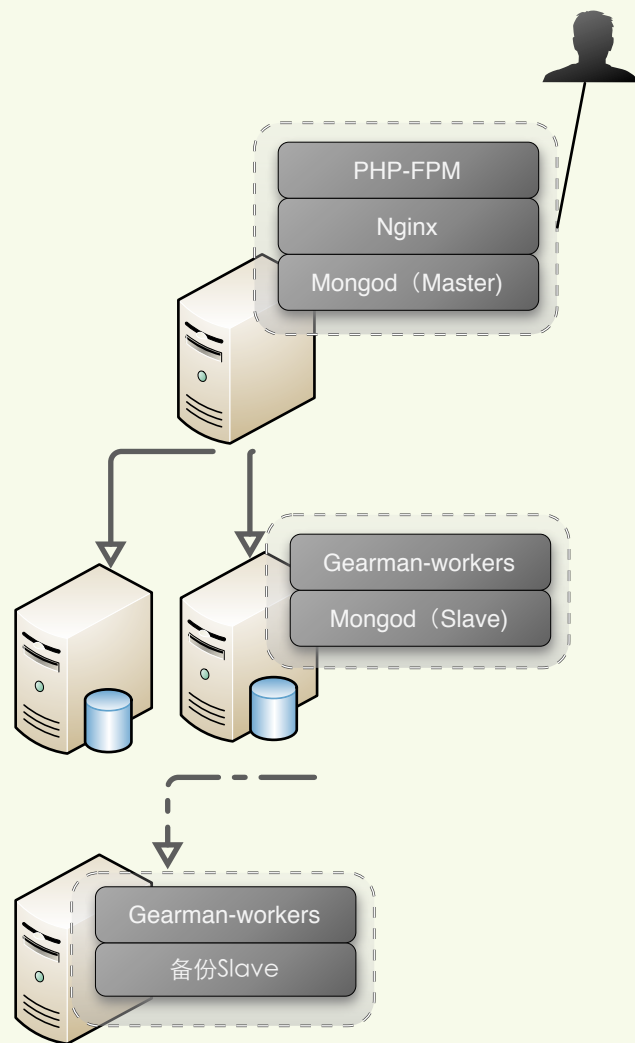 PHP-FPM
Nginx
Mongod（Master)
Gearman-workers
Mongod（Slave)
Gearman-workers
备份Slave